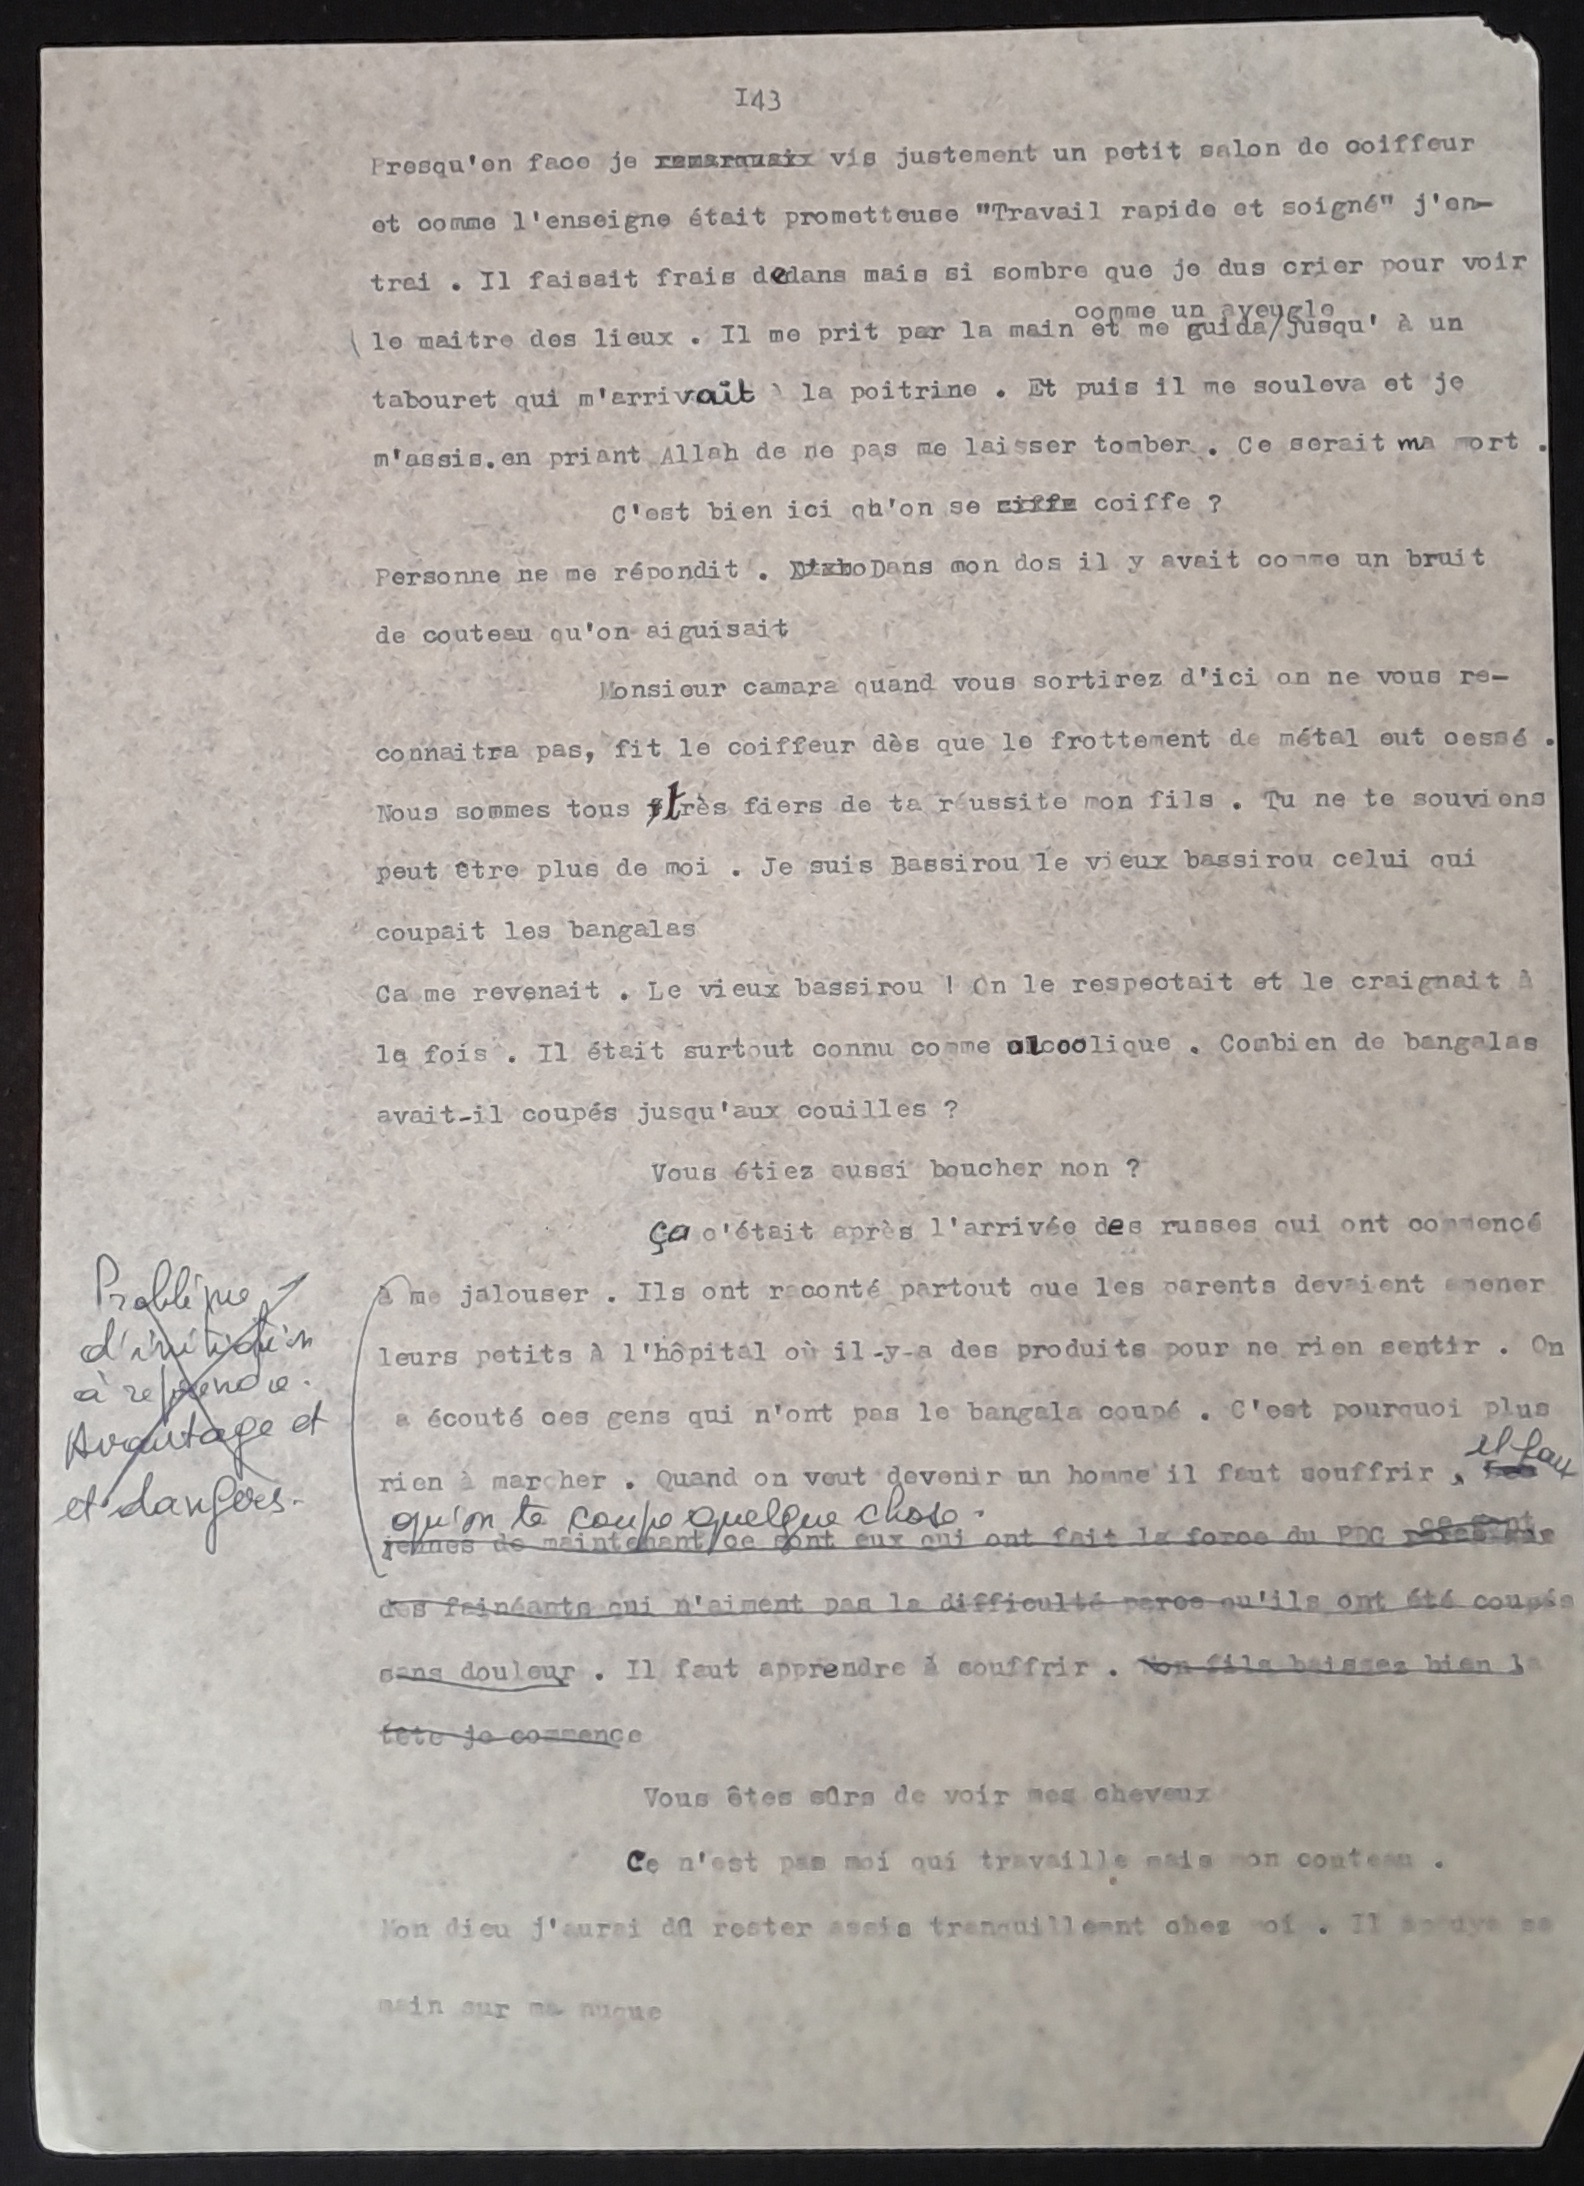 I43
Presqu'en face je remarquaix vis justement un petit salon de coiffeur
et comme l'enseigne était prometteuse "Travail rapide et soigné" j'en-
trai . Il faisait frais dedans mais si sombre que je dus crier pour voir
comme un aveugle
le maitre des lieux . Il me prit par la main et me guida/jusqu' à un
tabouret qui m'arrivait à la poitrine . Et puis il me souleva et je
m'assis.en priant Allah de ne pas me laisser tomber . Ce serait ma mort .
C'est bien ici qu'on se ciffe coiffe ?
Personne ne me répondit . Dans mon dos il y avait comme un bruit
de couteau qu'on aiguisait
Monsieur camara quand vous sortirez d'ici on ne vous re-
connaitra pas, fit le coiffeur dès que le frottement de métal eut cessé .
Nous sommes tous très fiers de ta réussite mon fils . Tu ne te souviens
peut être plus de moi . Je suis Bassirou le vieux bassirou celui qui
coupait les bangalas
Ca me revenait . Le vieux bassirou ! On le respectait et le craignait à
la fois . Il était surtout connu comme alcoolique . Combien de bangalas
avait-il coupés jusqu'aux couilles ?
Vous étiez aussi boucher non ?
ça c'était après l'arrivée des russes qui ont commencé
Problème
à me jalouser . Ils ont raconté partout que les parents devaient amener
d'initiation
leurs petits à l'hôpital où il-y-a des produits pour ne rien sentir . On
à reprendre.
a écouté ces gens qui n'ont pas le bangala coupé . C'est pourquoi plus
Avantage et
rien à marcher . Quand on veut devenir un homme il faut souffrir , Les il faut
et dangers.
qu'on te coupe quelque chose.
ce sont
jeunes de maintenant/ce sont eux qui ont fait la force du PDG parce que
des fainéants qui n'aiment pas la difficulté parce qu'ils ont été coupés
sans douleur . Il faut apprendre à souffrir . Mon fils baissez bien la
tête je commence
Vous êtes sûrs de voir mes cheveux
Ce n'est pas moi qui travaille mais mon couteau .
Mon dieu j'aurai dû rester assis tranquilleemnt chez moi . Il appuya sa
main sur ma nuque